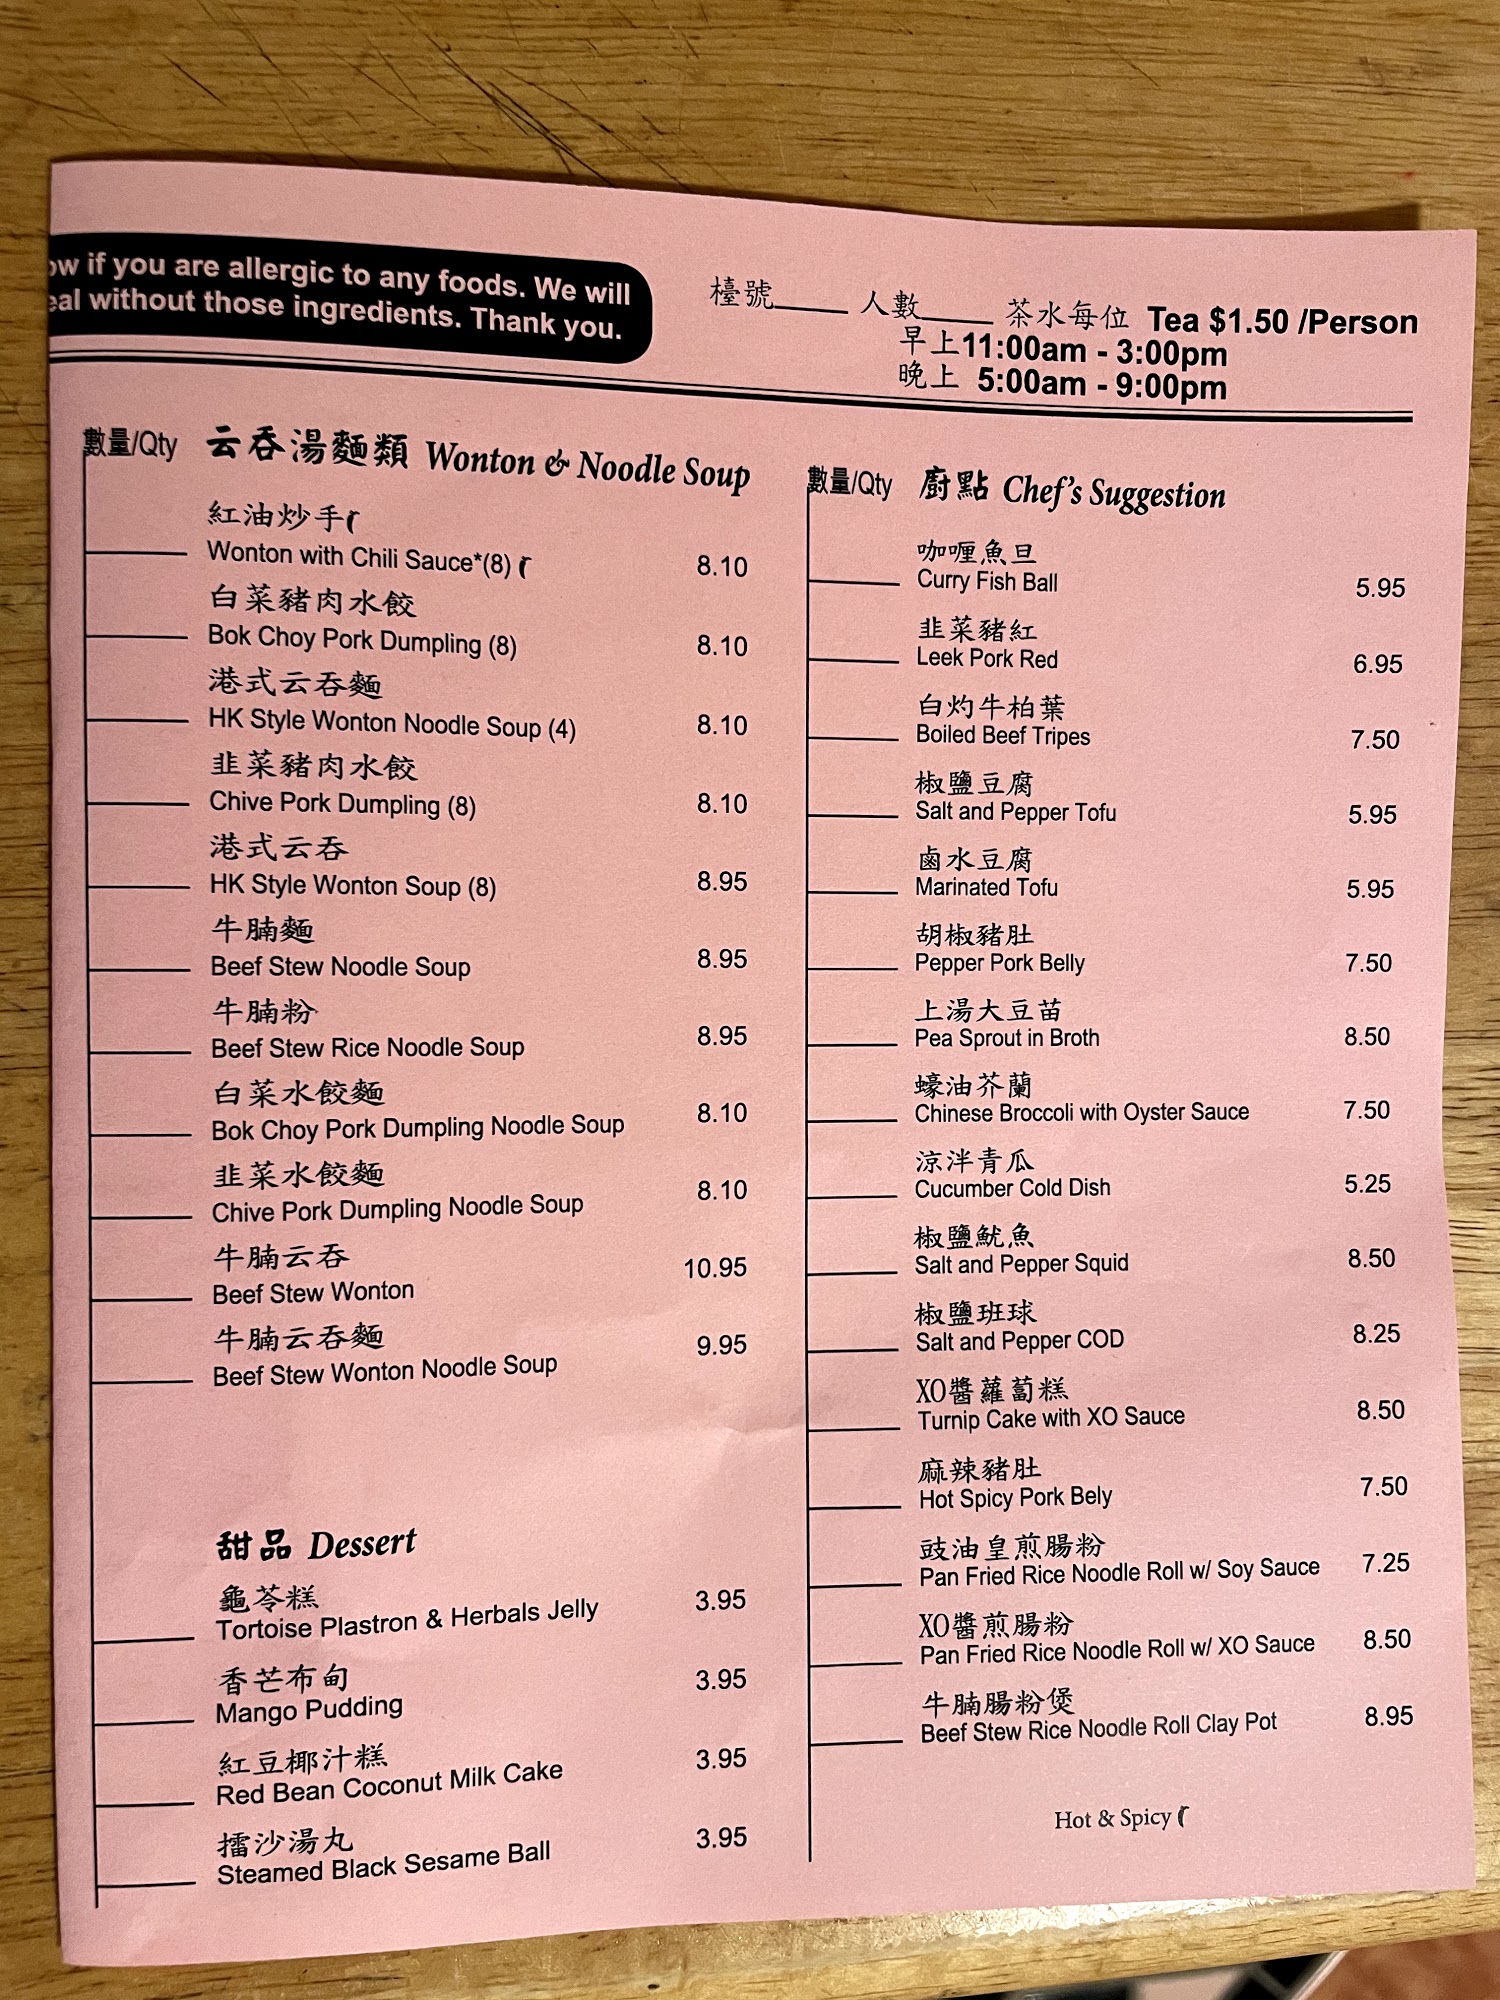 if you are allergic to any foods. We will
without those ingredients. Thank you.
檯號 人數 茶水每位 Tea $1.50 /Person
早上11:00am - 3:00pm
晚上 5:00am - 9:00pm
數量/Qty 云吞湯麵類 Wonton & Noodle Soup
紅油炒手
Wonton with Chili Sauce*(8) 8.10
白菜豬肉水餃
Bok Choy Pork Dumpling (8) 8.10
港式云吞麵
HK Style Wonton Noodle Soup (4) 8.10
韭菜豬肉水餃
Chive Pork Dumpling (8) 8.10
港式云吞
HK Style Wonton Soup (8) 8.95
牛腩麵
Beef Stew Noodle Soup 8.95
牛腩粉
Beef Stew Rice Noodle Soup 8.95
白菜水餃麵
Bok Choy Pork Dumpling Noodle Soup 8.10
韭菜水餃麵
Chive Pork Dumpling Noodle Soup 8.10
牛腩云吞
Beef Stew Wonton 10.95
牛腩云吞麵
Beef Stew Wonton Noodle Soup 9.95
甜品 Dessert
龜苓糕
Tortoise Plastron & Herbals Jelly 3.95
香芒布甸
Mango Pudding 3.95
紅豆椰汁糕
Red Bean Coconut Milk Cake 3.95
擂沙湯丸
Steamed Black Sesame Ball 3.95
數量/Qty 廚點 Chef's Suggestion
咖喱魚旦
Curry Fish Ball 5.95
韭菜豬紅
Leek Pork Red 6.95
白灼牛柏葉
Boiled Beef Tripes 7.50
椒鹽豆腐
Salt and Pepper Tofu 5.95
鹵水豆腐
Marinated Tofu 5.95
胡椒豬肚
Pepper Pork Belly 7.50
上湯大豆苗
Pea Sprout in Broth 8.50
蠔油芥蘭
Chinese Broccoli with Oyster Sauce 7.50
涼泮青瓜
Cucumber Cold Dish 5.25
椒鹽魷魚
Salt and Pepper Squid 8.50
椒鹽班球
Salt and Pepper COD 8.25
XO醬蘿蔔糕
Turnip Cake with XO Sauce 8.50
麻辣豬肚
Hot Spicy Pork Bely 7.50
豉油皇煎腸粉
Pan Fried Rice Noodle Roll w/ Soy Sauce 7.25
XO醬煎腸粉
Pan Fried Rice Noodle Roll w/ XO Sauce 8.50
牛腩腸粉煲
Beef Stew Rice Noodle Roll Clay Pot 8.95
Hot & Spicy